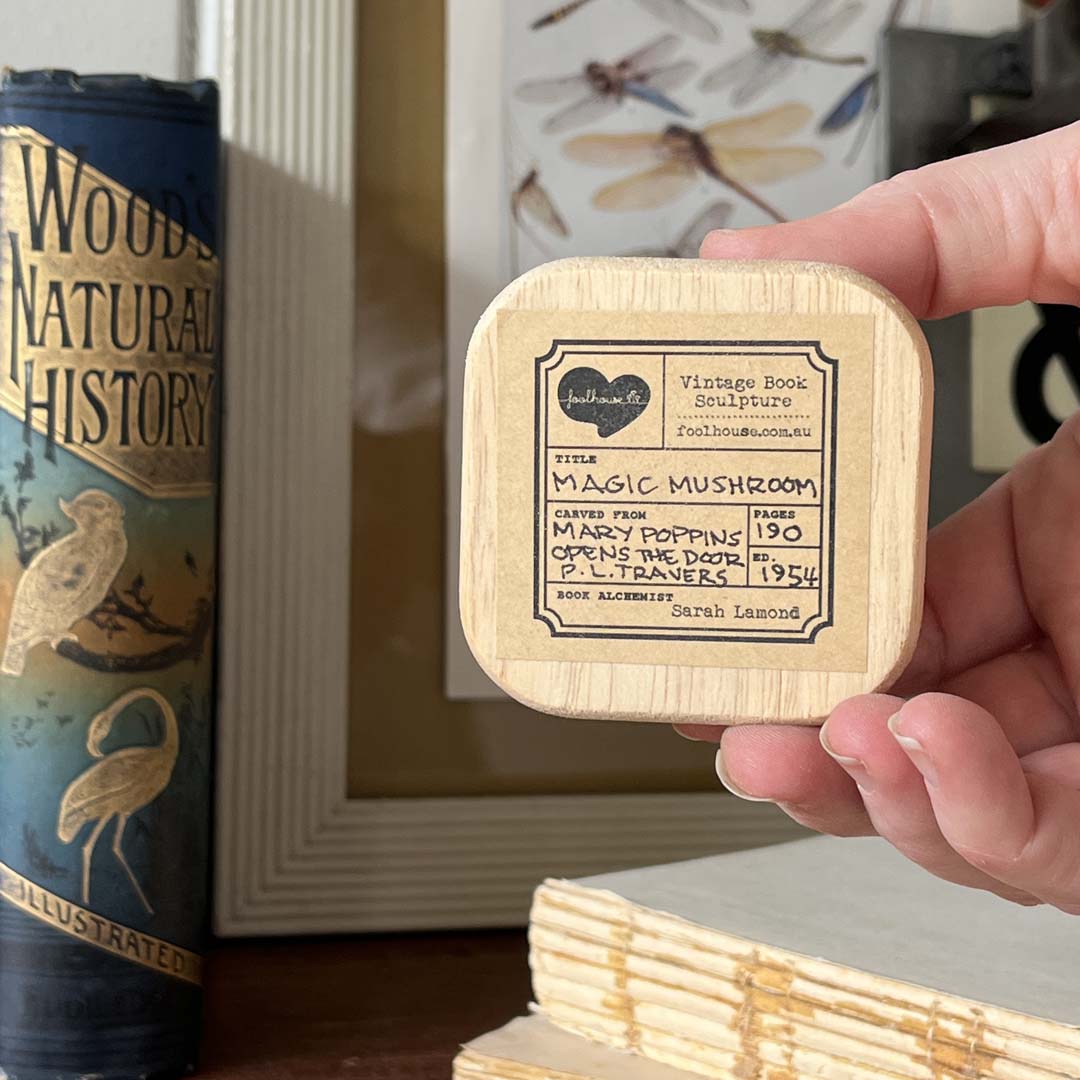 WOOD'S
NATURAL
HISTORY
ILLUSTRATED
foolhouse
Vintage Book
Sculpture
foolhouse.com.au
TITLE
MAGIC MUSHROOM
CARVED FROM
MARY POPPINS
OPENS THE DOOR
P.L.TRAVERS
PAGES
190
ED.
1954
BOOK ALCHEMIST
Sarah Lamond
&